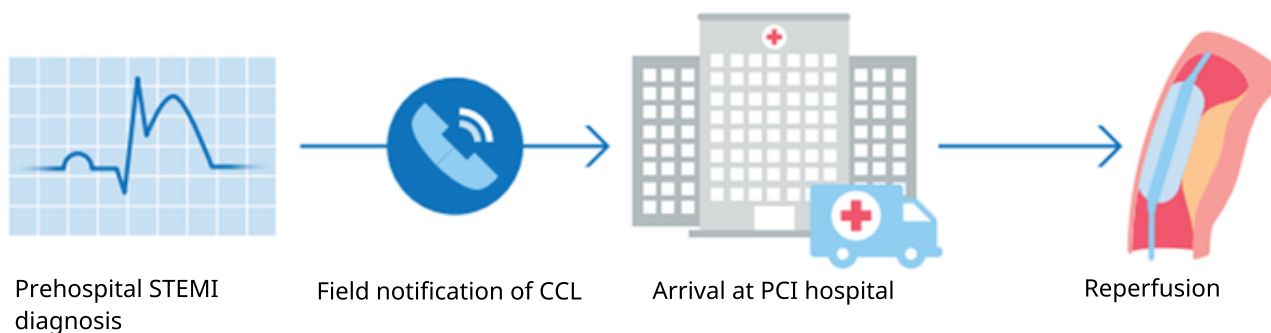 Prehospital STEMI
diagnosis
Field notification of CCL
Arrival at PCI hospital
Reperfusion